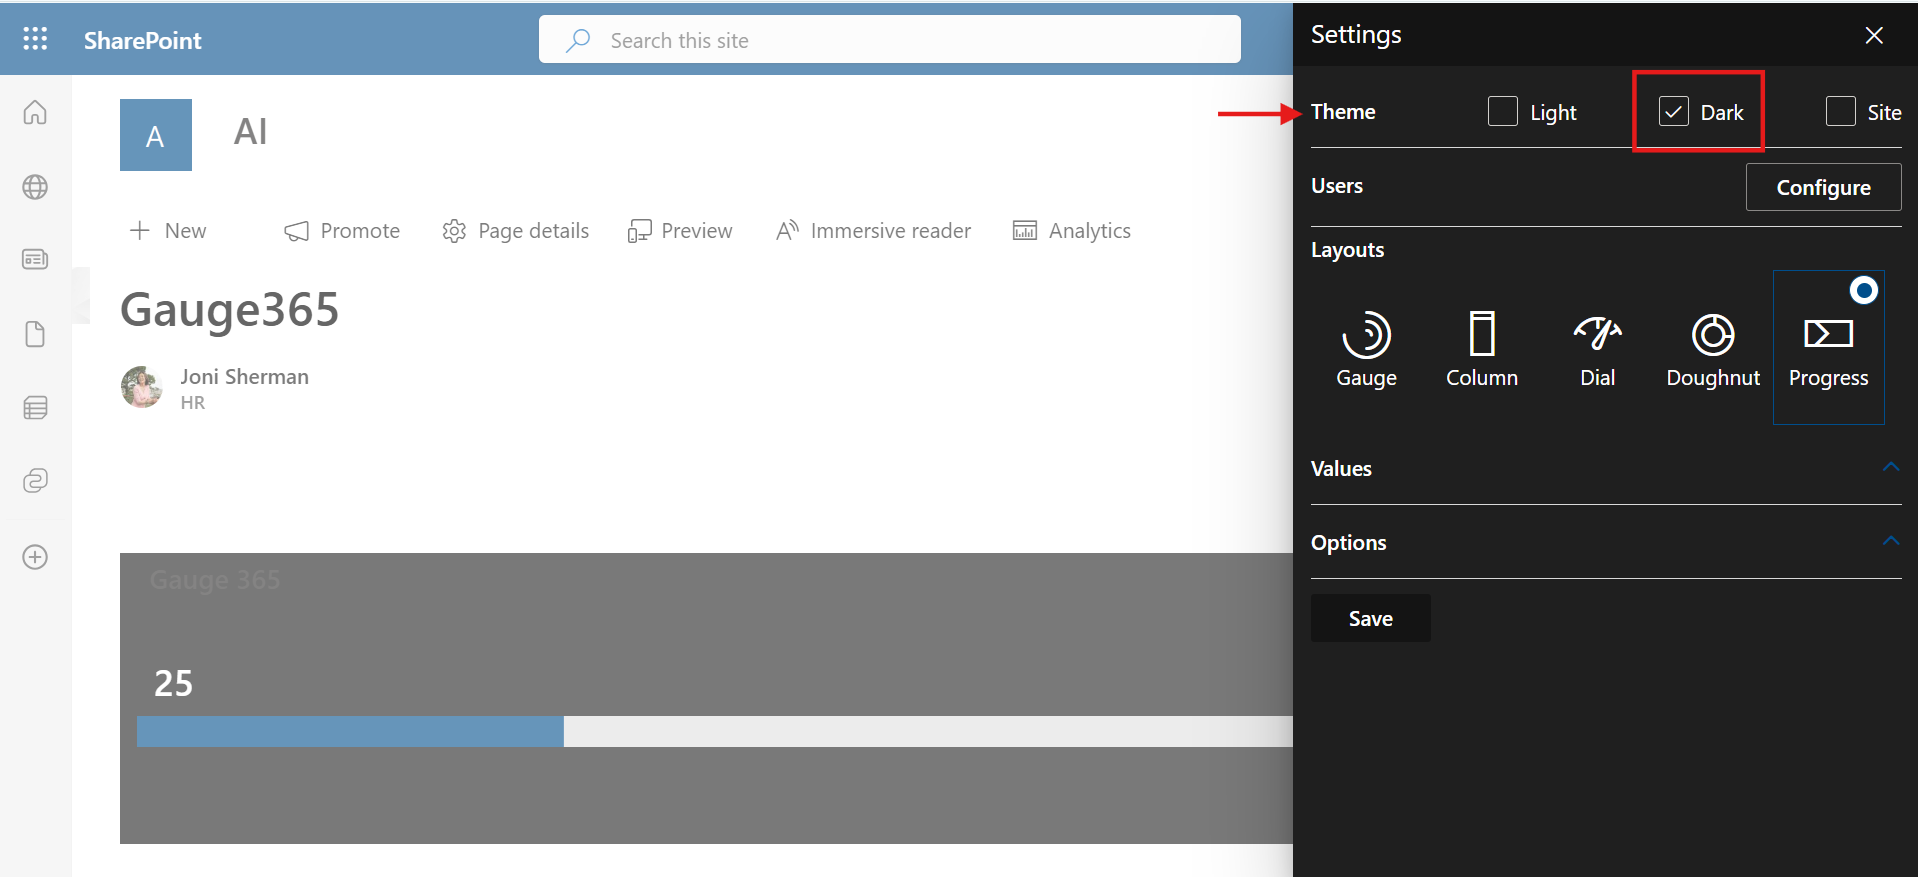 SharePoint
Search this site
A
AI
New
Promote
Page details
Preview
Immersive reader
Analytics
Gauge365
Joni Sherman
HR
Gauge 365
25
Settings
Theme
Light
Dark
Site
Users
Configure
Layouts
Gauge
Column
Dial
Doughnut
Progress
Values
Options
Save